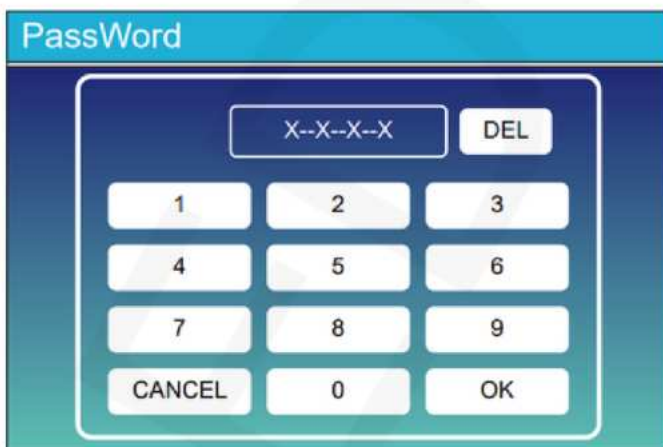 PassWord
X--X--X--X DEL
1 2 3
4 5 6
7 8 9
CANCEL 0 OK